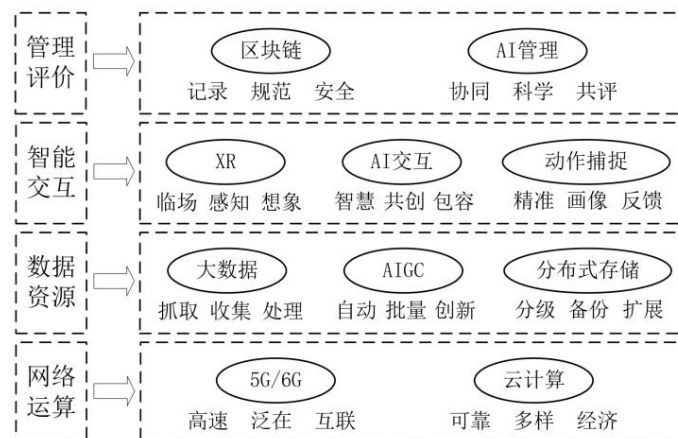 管理
评价
区块链
AI管理
记录 规范 安全
协同 科学 共评
智能
交互
XR
AI交互
动作捕捉
临场 感知 想象
智慧 共创 包容
精准 画像 反馈
数据
资源
大数据
AIGC
分布式存储
抓取 收集 处理
自动 批量 创新
分级 备份 扩展
网络
运算
5G/6G
云计算
高速 泛在 互联
可靠 多样 经济